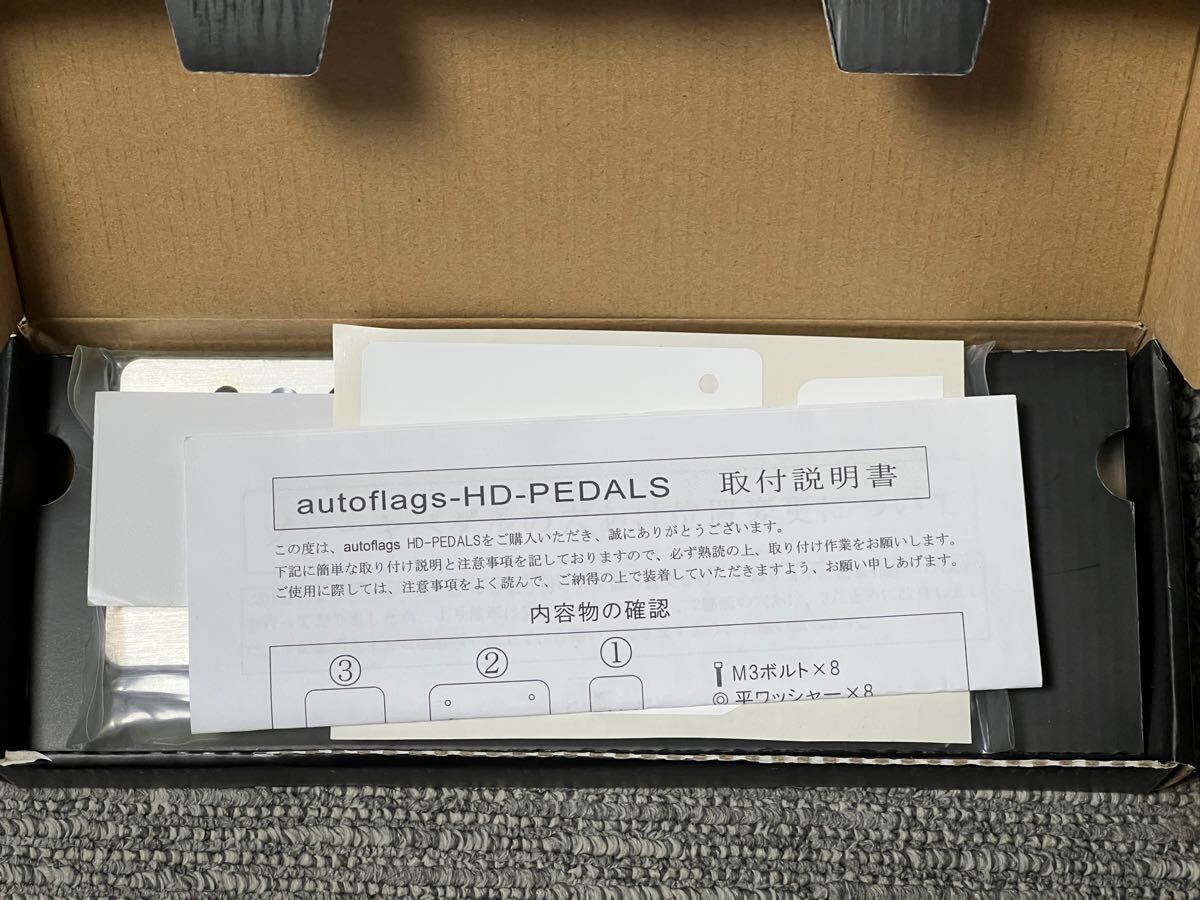 autoflags-HD-PEDALS 取付説明書
この度は、autoflags HD-PEDALSをご購入いただき、誠にありがとうございます。
下記に簡単な取り付け説明と注意事項を記しておりますので、必ず熟読の上、取り付け作業をお願いします。
ご使用に際しては、注意事項をよく読んで、ご納得の上で装着していただきますよう、お願い申しあげます。
内容物の確認
③ ② ① M3ボルト×8
◎平ワッシャー×8